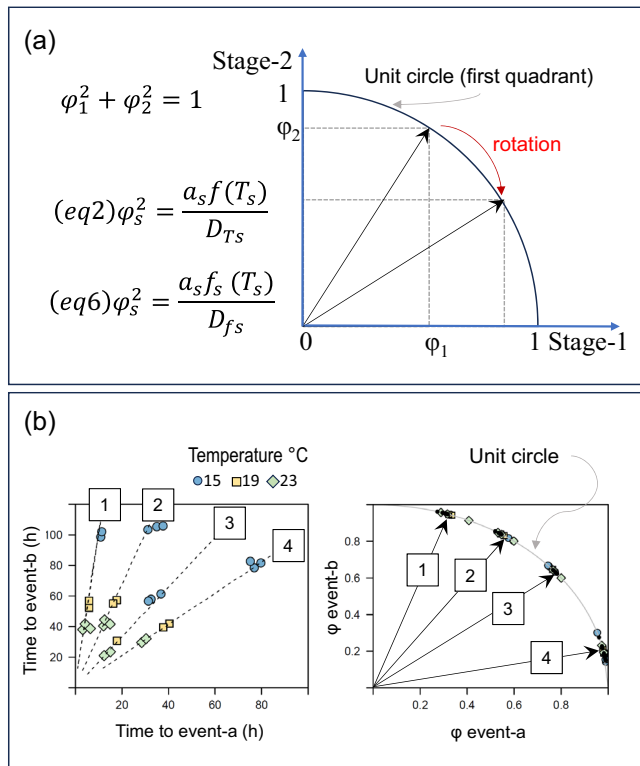 (a)
Stage-2
Unit circle (first quadrant)
φ₁² + φ₂² = 1
1
φ₂
rotation
(eq2)φₛ² = aₛf(Tₛ) / D_Ts
(eq6)φₛ² = aₛfₛ (Tₛ) / D_fs
0
φ₁
1 Stage-1
(b)
Temperature °C
15 19 23
Unit circle
1
2
3
4
100
80
60
40
20
0
Time to event-b (h)
20 40 60 80
Time to event-a (h)
0.8
0.6
0.4
0.2
φ event-b
1
2
3
4
0.2 0.4 0.6 0.8
φ event-a